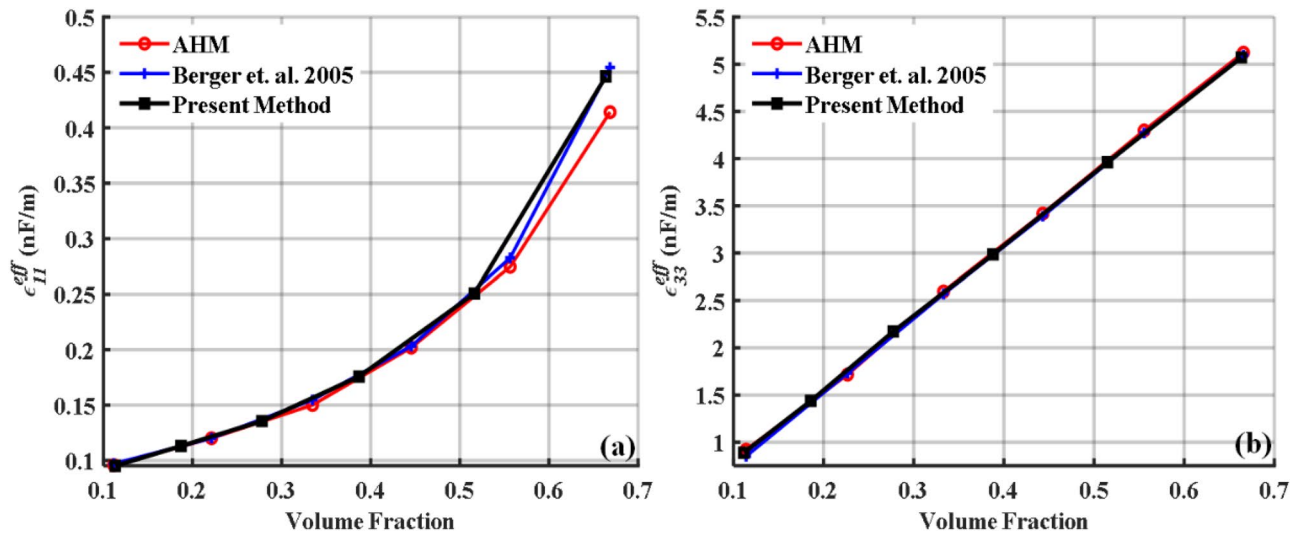 0.5
0.45
0.4
0.35
0.3
0.25
0.2
0.15
0.1
ϵ₁₁ᵉᶠᶠ (nF/m)
AHM
Berger et. al. 2005
Present Method
(a)
0.1 0.2 0.3 0.4 0.5 0.6 0.7
Volume Fraction
5.5
5
4.5
4
3.5
3
2.5
2
1.5
1
ϵ₃₃ᵉᶠᶠ (nF/m)
AHM
Berger et. al. 2005
Present Method
(b)
0.1 0.2 0.3 0.4 0.5 0.6 0.7
Volume Fraction